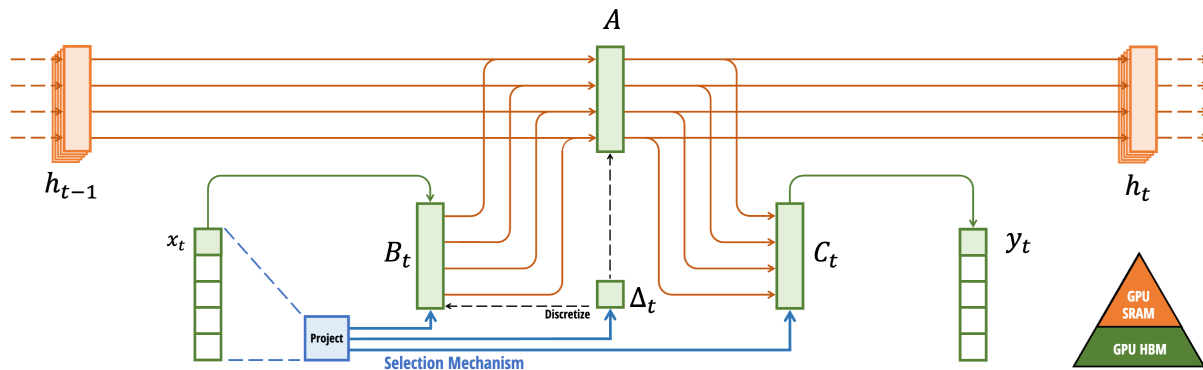 A
h_{t-1}
h_t
x_t
B_t
C_t
y_t
Δ_t
Discretize
Project
Selection Mechanism
GPU
SRAM
GPU HBM